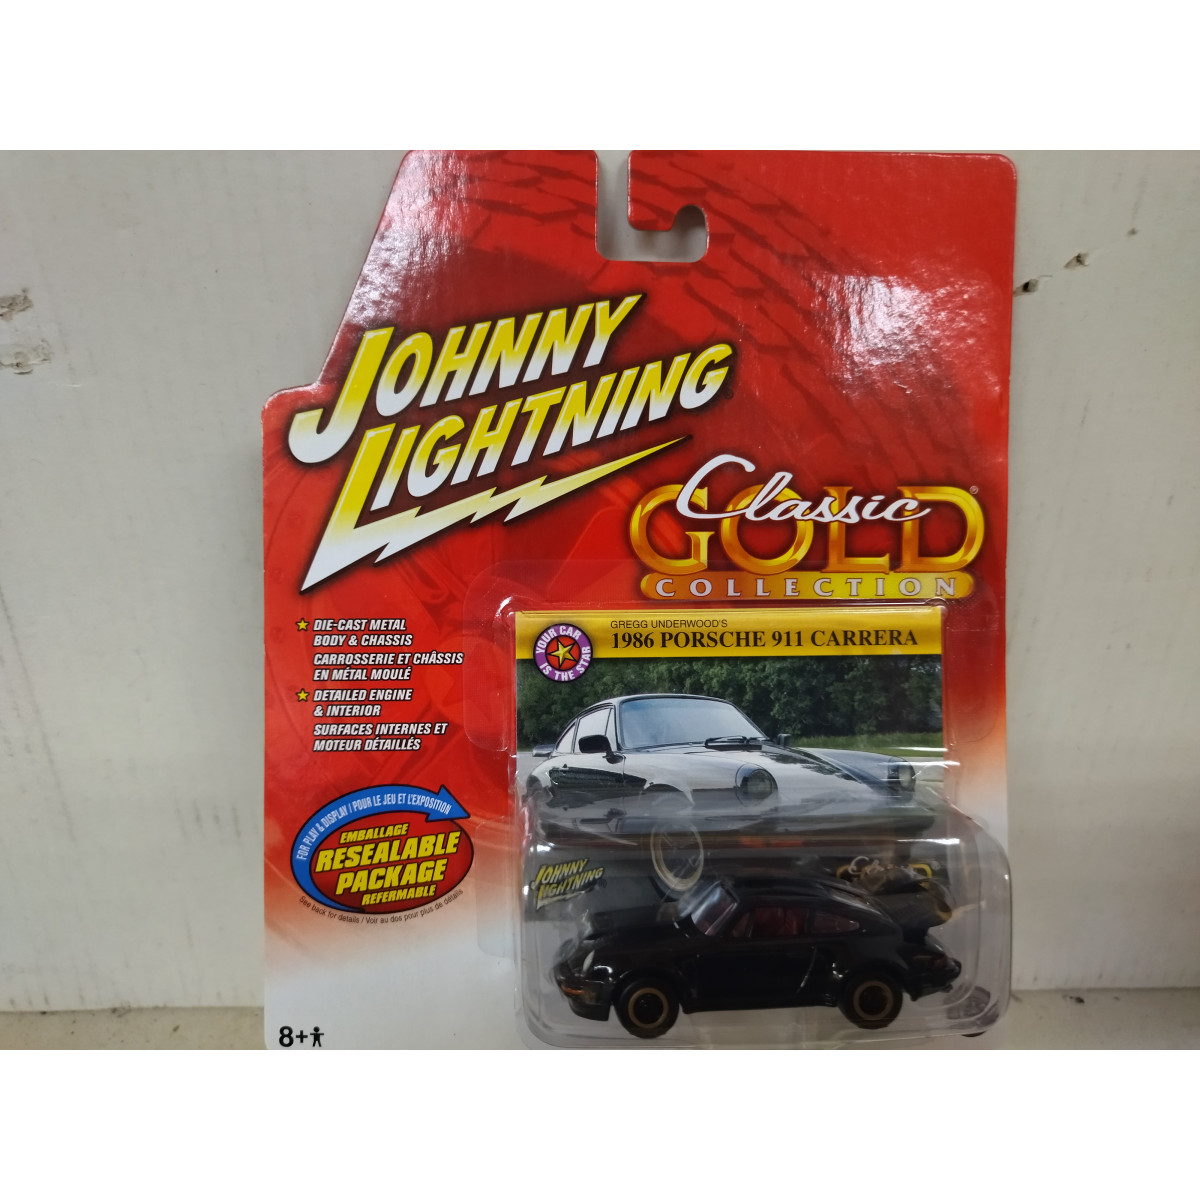 JOHNNY
LIGHTNING
Classic
GOLD®
COLLECTION
DIE-CAST METAL
BODY & CHASSIS
CARROSSERIE ET CHÂSSIS
EN MÉTAL MOULÉ
DETAILED ENGINE
& INTERIOR
SURFACES INTERNES ET
MOTEUR DÉTAILLÉS
FOR PLAY & DISPLAY / POUR LE JEU ET L'EXPOSITION
EMBALLAGE
RESEALABLE
PACKAGE
REFERMABLE
See back for details / Voir au dos pour plus de détails
8+
YOUR CAR
IS THE STAR
GREGG UNDERWOOD'S
1986 PORSCHE 911 CARRERA
JOHNNY
LIGHTNING